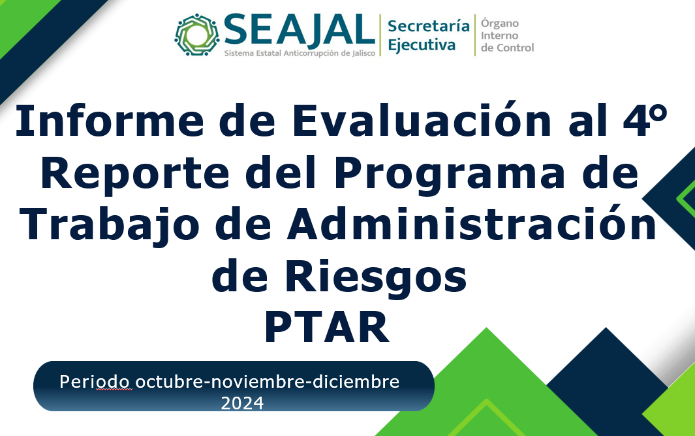 SEAJAL
Sistema Estatal Anticorrupción de Jalisco
Secretaría
Ejecutiva
Órgano
Interno
de Control
Informe de Evaluación al 4°
Reporte del Programa de
Trabajo de Administración
de Riesgos
PTAR
Periodo octubre-noviembre-diciembre
2024